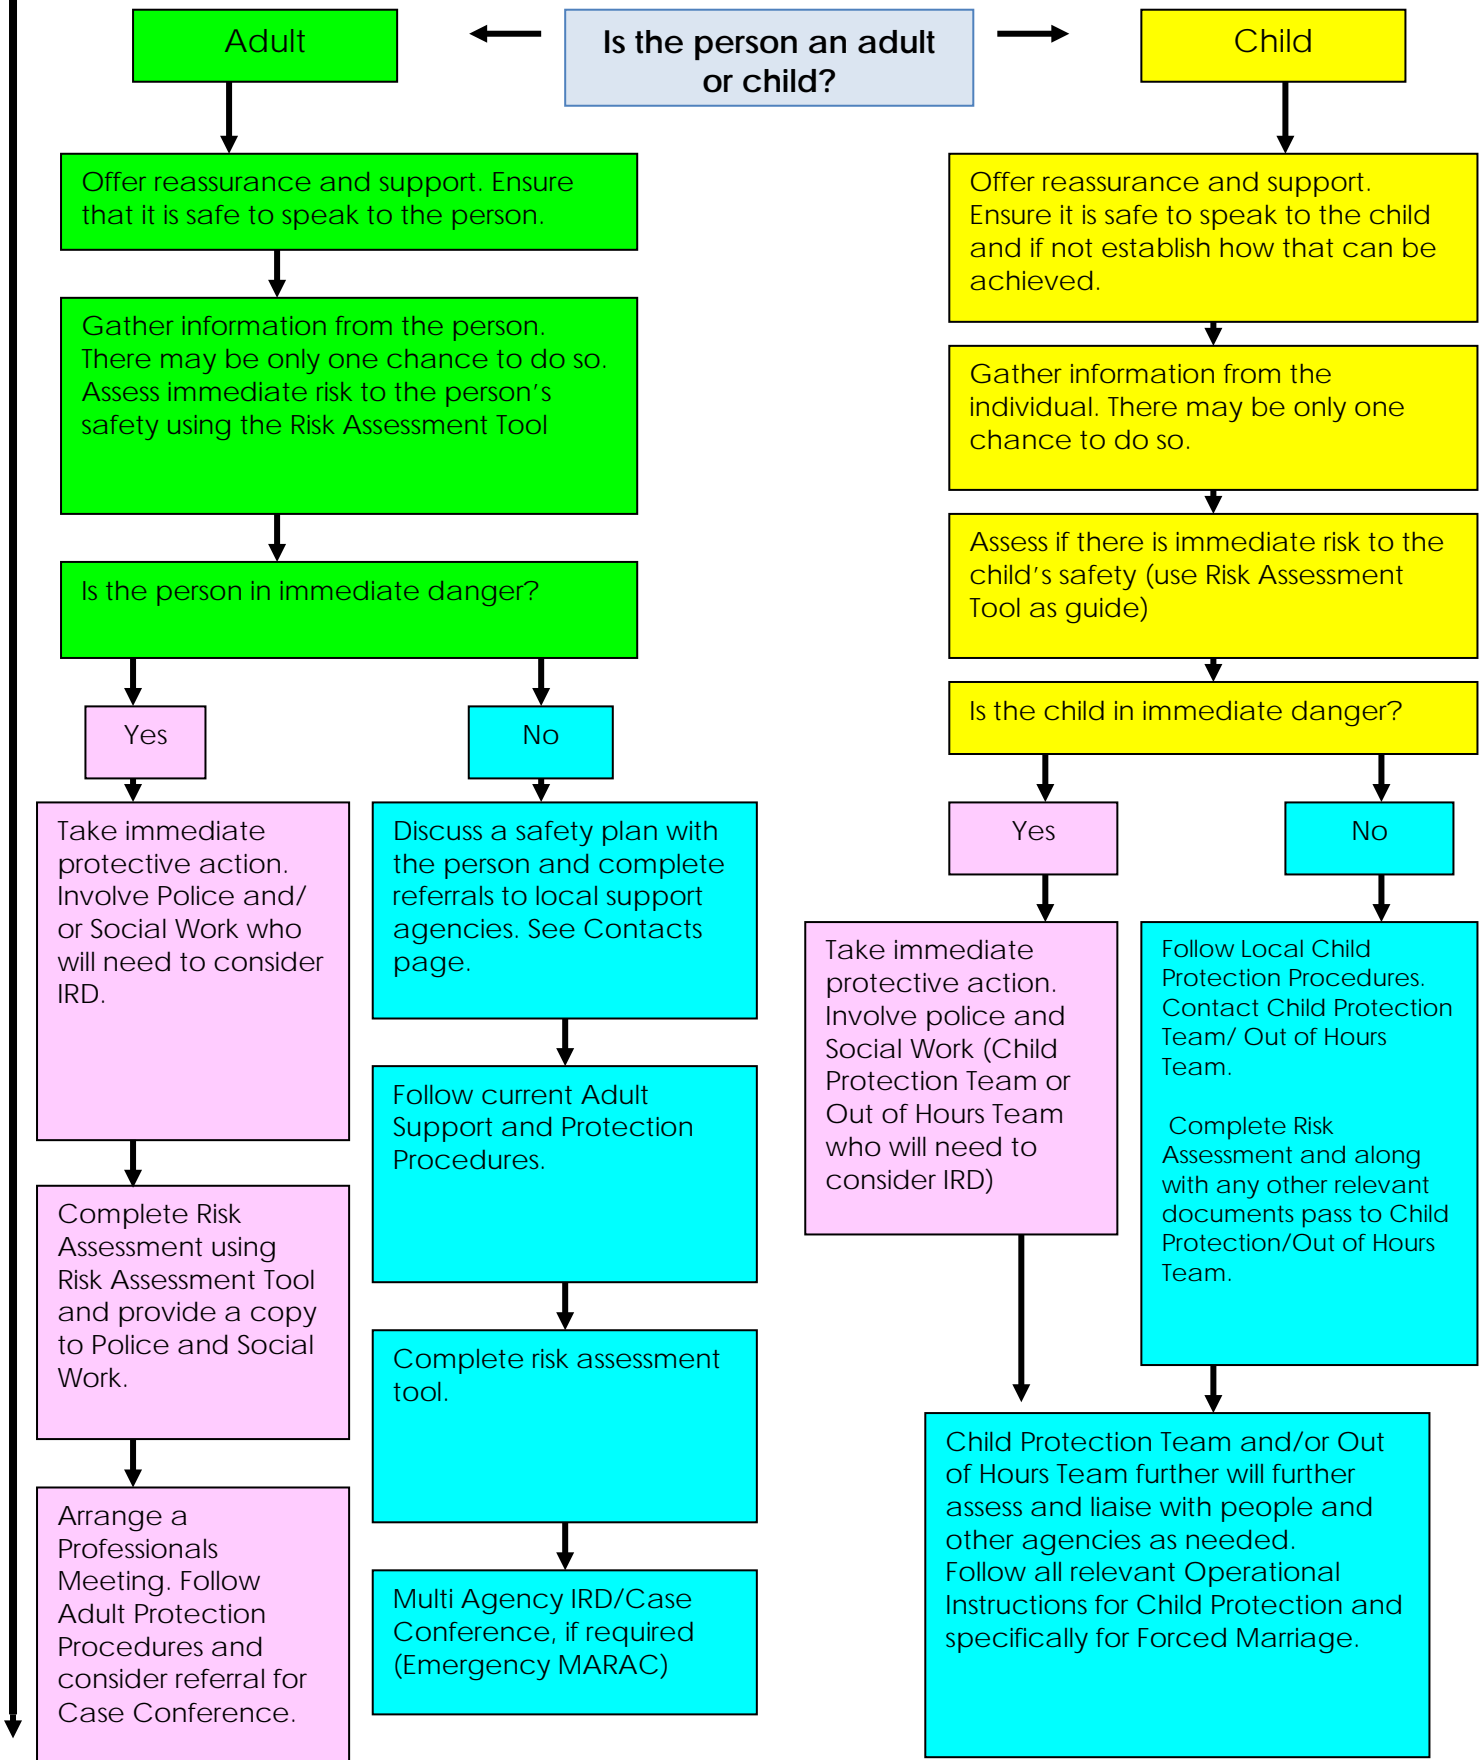 Is the person an adult
or child?
Adult
Offer reassurance and support. Ensure
that it is safe to speak to the person.
Gather information from the person.
There may be only one chance to do so.
Assess immediate risk to the person's
safety using the Risk Assessment Tool
Is the person in immediate danger?
Yes
Take immediate
protective action.
Involve Police and/
or Social Work who
will need to consider
IRD.
Complete Risk
Assessment using
Risk Assessment Tool
and provide a copy
to Police and Social
Work.
Arrange a
Professionals
Meeting. Follow
Adult Protection
Procedures and
consider referral for
Case Conference.
No
Discuss a safety plan with
the person and complete
referrals to local support
agencies. See Contacts
page.
Follow current Adult
Support and Protection
Procedures.
Complete risk assessment
tool.
Multi Agency IRD/Case
Conference, if required
(Emergency MARAC)
Child
Offer reassurance and support.
Ensure it is safe to speak to the child
and if not establish how that can be
achieved.
Gather information from the
individual. There may be only one
chance to do so.
Assess if there is immediate risk to the
child's safety (use Risk Assessment
Tool as guide)
Is the child in immediate danger?
Yes
Take immediate
protective action.
Involve police and
Social Work (Child
Protection Team or
Out of Hours Team
who will need to
consider IRD)
No
Follow Local Child
Protection Procedures.
Contact Child Protection
Team/ Out of Hours
Team.
Complete Risk
Assessment and along
with any other relevant
documents pass to Child
Protection/Out of Hours
Team.
Child Protection Team and/or Out
of Hours Team further will further
assess and liaise with people and
other agencies as needed.
Follow all relevant Operational
Instructions for Child Protection and
specifically for Forced Marriage.